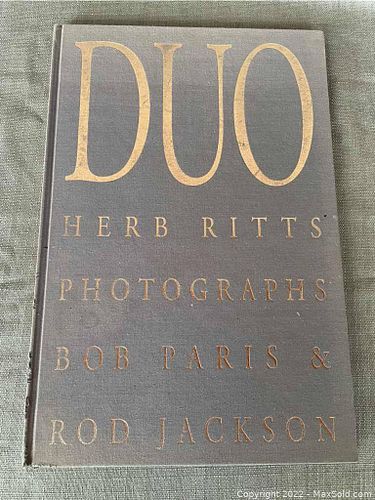 DUO
HERB RITTS
PHOTOGRAPHS
BOB PARIS &
ROD JACKSON
Copyright 2022 - MaxSold.com